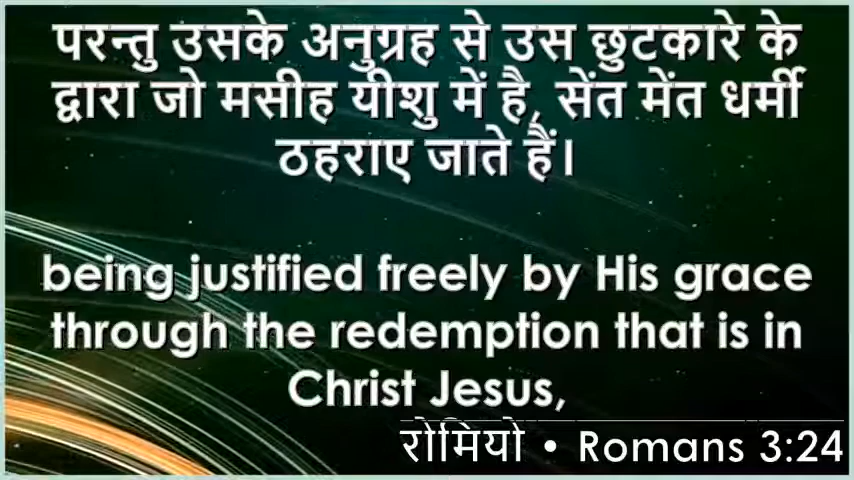 परन्तु उसके अनुग्रह से उस छुटकारे के
द्वारा जो मसीह यीशु में है, सेंत मेंत धर्मी
ठहराए जाते हैं।
being justified freely by His grace
through the redemption that is in
Christ Jesus,
रोमियो • Romans 3:24